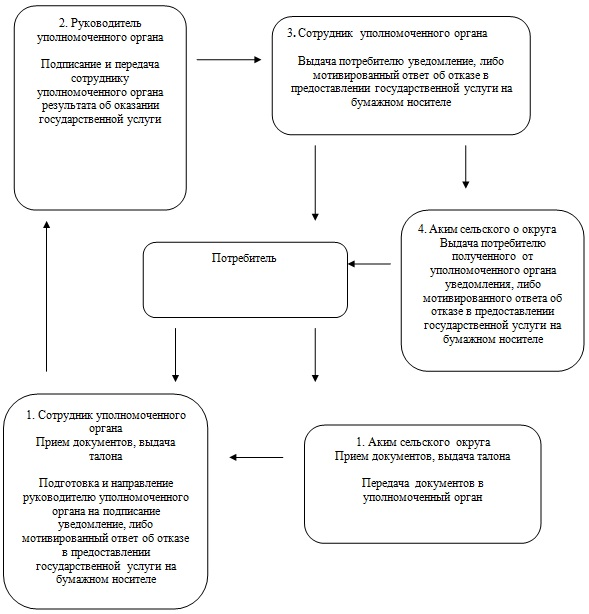 2. Руководитель
уполномоченного органа
Подписание и передача
сотруднику
уполномоченного органа
результата об оказании
государственной услуги
3. Сотрудник уполномоченного органа
Выдача потребителю уведомление, либо
мотивированный ответ об отказе в
предоставлении государственной услуги на
бумажном носителе
4. Аким сельского о округа
Выдача потребителю
полученного от
уполномоченного органа
уведомления, либо
мотивированного ответа об
отказе в предоставлении
государственной услуги на
бумажном носителе
Потребитель
1. Сотрудник уполномоченного
органа
Прием документов, выдача
талона
Подготовка и направление
руководителю уполномоченного
органа на подписание
уведомление, либо
мотивированный ответ об отказе
в предоставлении
государственной услуги на
бумажном носителе
1. Аким сельского округа
Прием документов, выдача талона
Передача документов в
уполномоченный орган